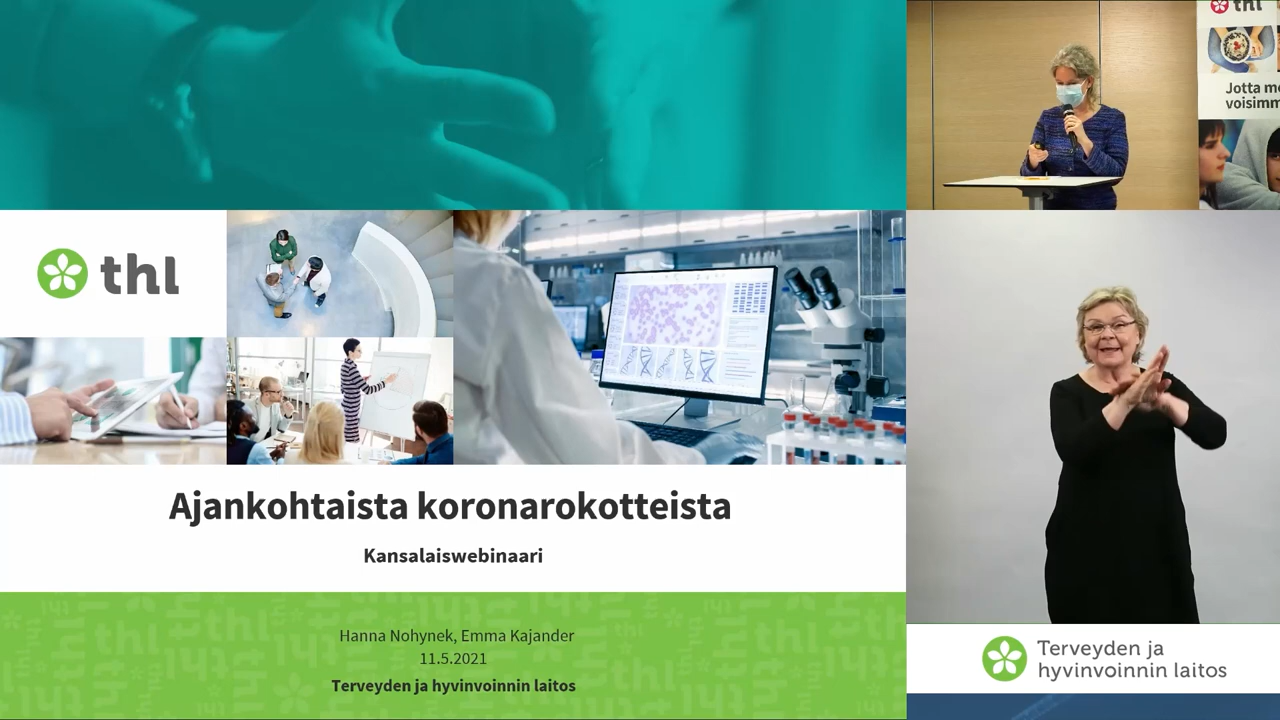 thl
Ajankohtaista koronarokotteista
Kansalaiswebinaari
Hanna Nohynek, Emma Kajander
11.5.2021
Terveyden ja hyvinvoinnin laitos
thl
Jotta
voisimm
Terveyden ja
hyvinvoinnin laitos